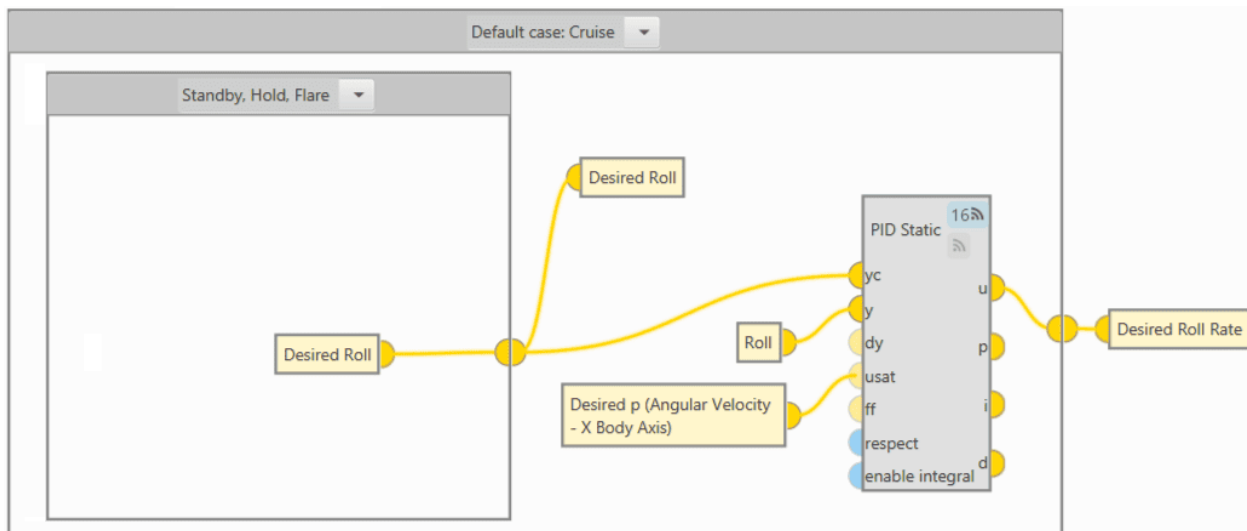 Default case: Cruise
Standby, Hold, Flare
Desired Roll
16
PID Static
yc
u
y
Desired Roll Rate
Desired Roll
Roll
dy
p
usat
Desired p (Angular Velocity
- X Body Axis)
ff
i
respect
d
enable integral